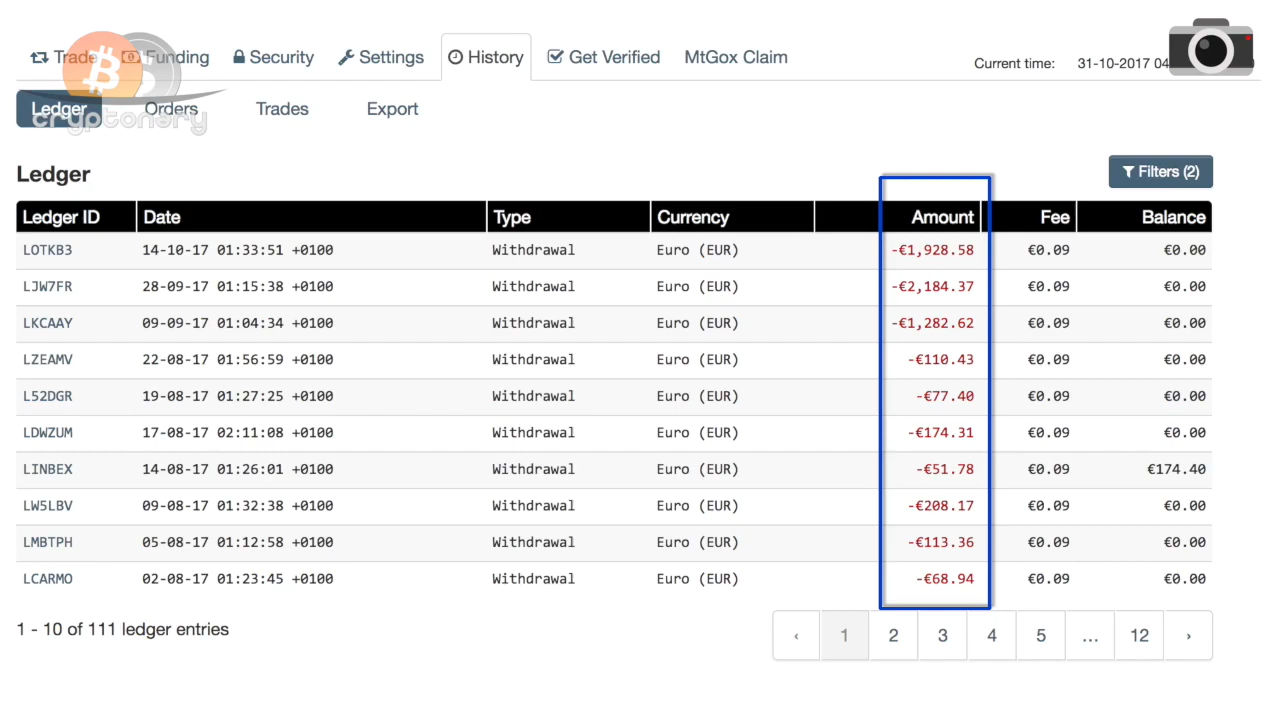 Trade Funding Security Settings History Get Verified MtGox Claim
Current time: 31-10-2017 04
Ledger Orders Trades Export
cryptonary
Ledger
Filters (2)
Ledger ID Date Type Currency Amount Fee Balance
LOTKB3 14-10-17 01:33:51 +0100 Withdrawal Euro (EUR) -€1,928.58 €0.09 €0.00
LJW7FR 28-09-17 01:15:38 +0100 Withdrawal Euro (EUR) -€2,184.37 €0.09 €0.00
LKCAAY 09-09-17 01:04:34 +0100 Withdrawal Euro (EUR) -€1,282.62 €0.09 €0.00
LZEAMV 22-08-17 01:56:59 +0100 Withdrawal Euro (EUR) -€110.43 €0.09 €0.00
L52DGR 19-08-17 01:27:25 +0100 Withdrawal Euro (EUR) -€77.40 €0.09 €0.00
LDWZUM 17-08-17 02:11:08 +0100 Withdrawal Euro (EUR) -€174.31 €0.09 €0.00
LINBEX 14-08-17 01:26:01 +0100 Withdrawal Euro (EUR) -€51.78 €0.09 €174.40
LW5LBV 09-08-17 01:32:38 +0100 Withdrawal Euro (EUR) -€208.17 €0.09 €0.00
LMBTPH 05-08-17 01:12:58 +0100 Withdrawal Euro (EUR) -€113.36 €0.09 €0.00
LCARMO 02-08-17 01:23:45 +0100 Withdrawal Euro (EUR) -€68.94 €0.09 €0.00
1 - 10 of 111 ledger entries
‹ 1 2 3 4 5 ... 12 ›